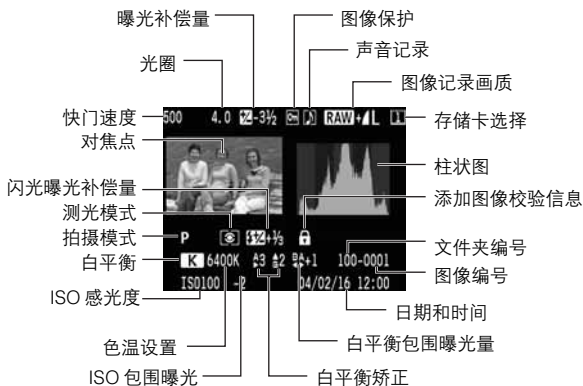 曝光补偿量
图像保护
光圈
声音记录
图像记录画质
快门速度
500 4.0 -3½ RAW+ L 1
存储卡选择
对焦点
柱状图
闪光曝光补偿量
添加图像校验信息
测光模式
拍摄模式
P +⅓
文件夹编号
白平衡
K 6400K A3 2 +1 100-0001
图像编号
ISO 感光度
ISO100 -2 04/02/16 12:00
日期和时间
色温设置
白平衡包围曝光量
ISO 包围曝光
白平衡矫正